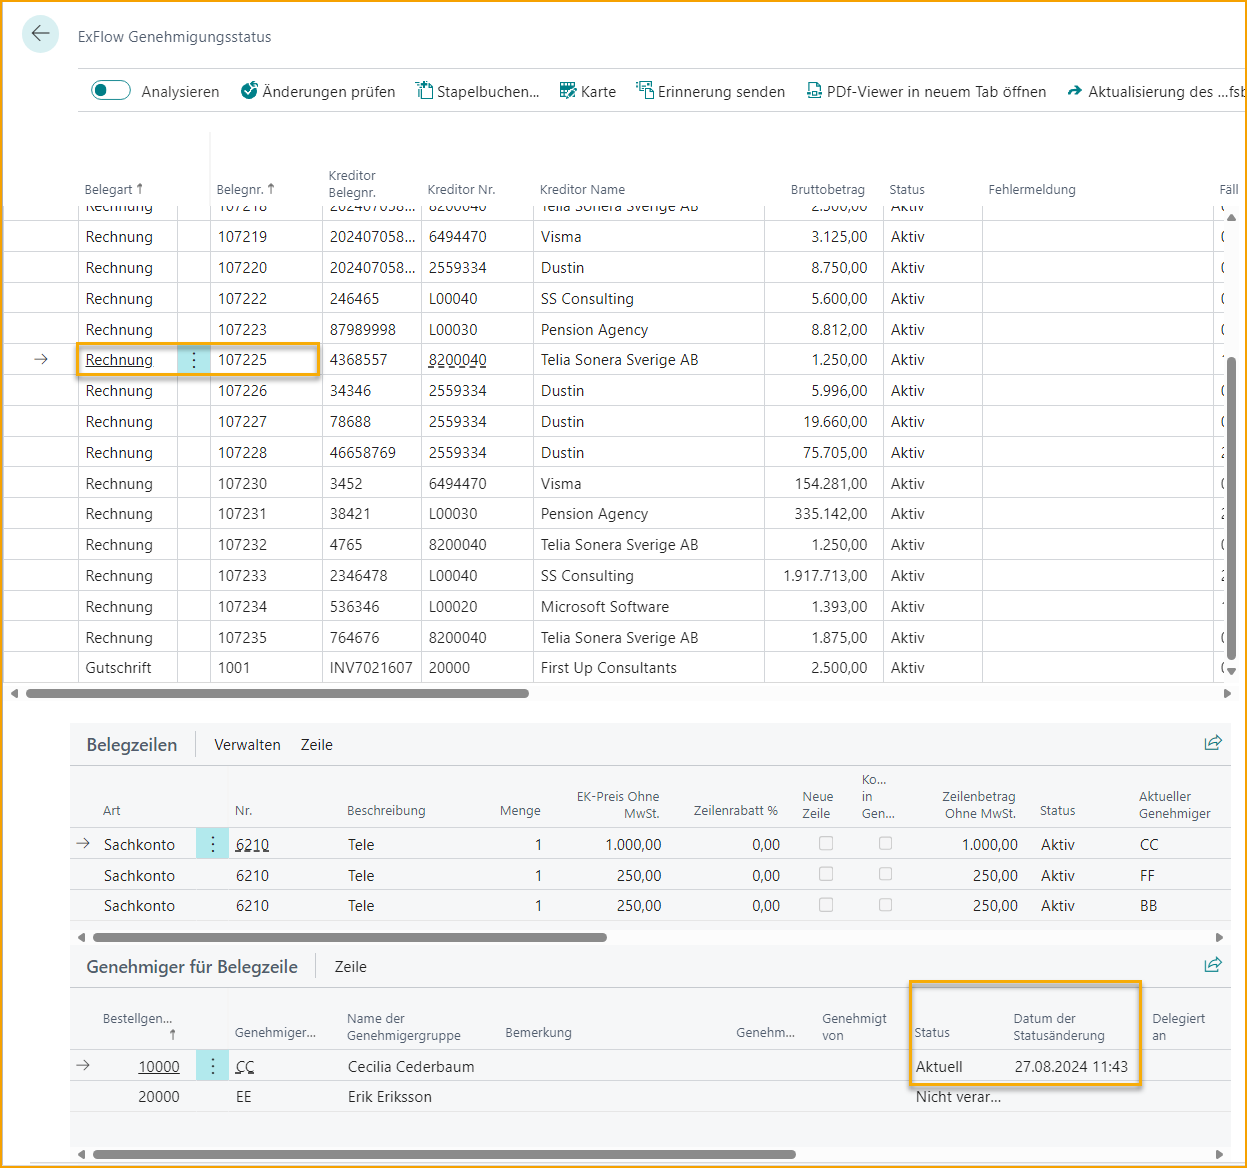 ExFlow Genehmigungsstatus
Analysieren Änderungen prüfen Stapelbuchen... Karte Erinnerung senden PDf-Viewer in neuem Tab öffnen Aktualisierung des ...fsb
Belegart ↑ Belegnr. ↑ Kreditor Belegnr. Kreditor Nr. Kreditor Name Bruttobetrag Status Fehlermeldung Fäll
Rechnung 107218 202407058... 8200040 Telia Sonera Sverige AB 2.500,00 Aktiv
Rechnung 107219 202407058... 6494470 Visma 3.125,00 Aktiv
Rechnung 107220 202407058... 2559334 Dustin 8.750,00 Aktiv
Rechnung 107222 246465 L00040 SS Consulting 5.600,00 Aktiv
Rechnung 107223 87989998 L00030 Pension Agency 8.812,00 Aktiv
Rechnung 107225 4368557 8200040 Telia Sonera Sverige AB 1.250,00 Aktiv
Rechnung 107226 34346 2559334 Dustin 5.996,00 Aktiv
Rechnung 107227 78688 2559334 Dustin 19.660,00 Aktiv
Rechnung 107228 46658769 2559334 Dustin 75.705,00 Aktiv
Rechnung 107230 3452 6494470 Visma 154.281,00 Aktiv
Rechnung 107231 38421 L00030 Pension Agency 335.142,00 Aktiv
Rechnung 107232 4765 8200040 Telia Sonera Sverige AB 1.250,00 Aktiv
Rechnung 107233 2346478 L00040 SS Consulting 1.917.713,00 Aktiv
Rechnung 107234 536346 L00020 Microsoft Software 1.393,00 Aktiv
Rechnung 107235 764676 8200040 Telia Sonera Sverige AB 1.875,00 Aktiv
Gutschrift 1001 INV7021607 20000 First Up Consultants 2.500,00 Aktiv
Belegzeilen Verwalten Zeile
Art Nr. Beschreibung Menge EK-Preis Ohne MwSt. Zeilenrabatt % Neue Zeile Ko... in Gen... Zeilenbetrag Ohne MwSt. Status Aktueller Genehmiger
Sachkonto 6210 Tele 1 1.000,00 0,00 1.000,00 Aktiv CC
Sachkonto 6210 Tele 1 250,00 0,00 250,00 Aktiv FF
Sachkonto 6210 Tele 1 250,00 0,00 250,00 Aktiv BB
Genehmiger für Belegzeile Zeile
Bestellgen... ↑ Genehmiger... Name der Genehmigergruppe Bemerkung Genehm... Genehmigt von Status Datum der Statusänderung Delegiert an
10000 CC Cecilia Cederbaum Aktuell 27.08.2024 11:43
20000 EE Erik Eriksson Nicht verar...